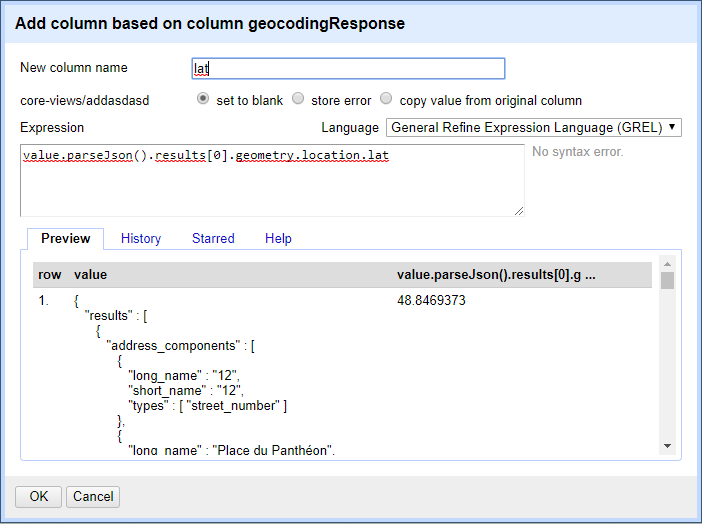 Add column based on column geocodingResponse
New column name lat
core-views/addasdasd set to blank store error copy value from original column
Expression Language General Refine Expression Language (GREL) ▼
value.parseJson().results[0].geometry.location.lat No syntax error.
Preview History Starred Help
row value value.parseJson().results[0].g ...
1. { 48.8469373
"results" : [
{
"address_components" : [
{
"long_name" : "12",
"short_name" : "12",
"types" : [ "street_number" ]
},
{
"long_name" : "Place du Panthéon",
OK Cancel